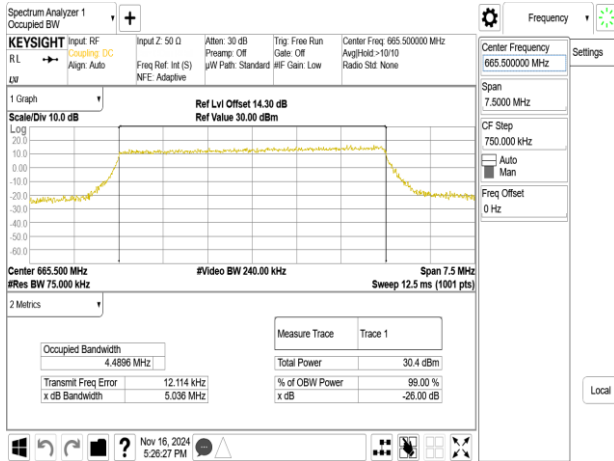 Spectrum Analyzer 1
Occupied BW
Frequency
KEYSIGHT
RL
LXI
Input: RF
Coupling: DC
Align: Auto
Input Z: 50 Ω
Freq Ref: Int (S)
NFE: Adaptive
Atten: 30 dB
Preamp: Off
µW Path: Standard
Trig: Free Run
Gate: Off
#IF Gain: Low
Center Freq: 665.500000 MHz
Avg|Hold:>10/10
Radio Std: None
Center Frequency
665.500000 MHz
Settings
Span
7.5000 MHz
CF Step
750.000 kHz
Auto
Man
Freq Offset
0 Hz
Local
1 Graph
Scale/Div 10.0 dB
Ref Lvl Offset 14.30 dB
Ref Value 30.00 dBm
Log
20.0
10.0
0.00
-10.0
-20.0
-30.0
-40.0
-50.0
-60.0
Center 665.500 MHz
#Video BW 240.00 kHz
Span 7.5 MHz
#Res BW 75.000 kHz
Sweep 12.5 ms (1001 pts)
2 Metrics
Measure Trace Trace 1
Occupied Bandwidth
4.4896 MHz
Total Power 30.4 dBm
Transmit Freq Error 12.114 kHz
% of OBW Power 99.00 %
x dB Bandwidth 5.036 MHz
x dB -26.00 dB
?
Nov 16, 2024
5:26:27 PM